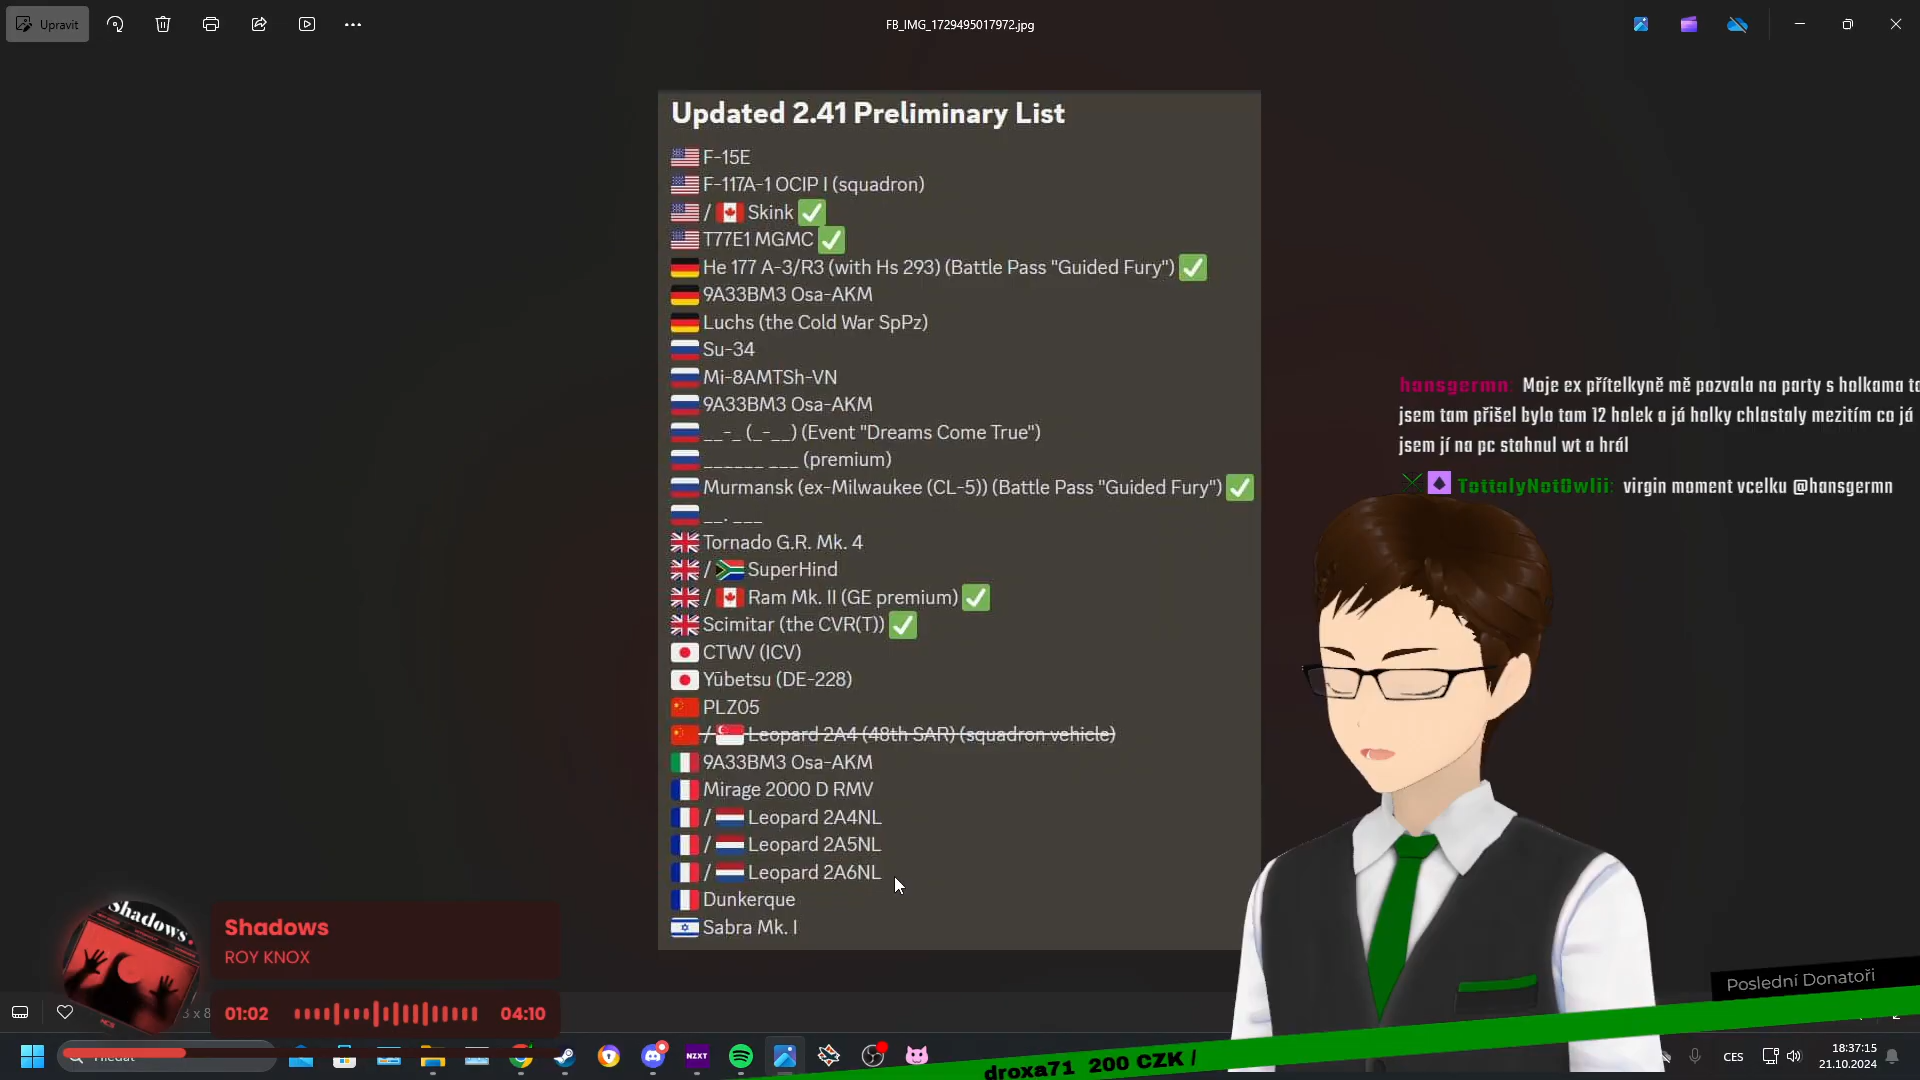 Upravit
FB_IMG_1729495017972.jpg
Updated 2.41 Preliminary List
F-15E
F-117A-1 OCIP I (squadron)
/ Skink ✅
T77E1 MGMC ✅
He 177 A-3/R3 (with Hs 293) (Battle Pass "Guided Fury") ✅
9A33BM3 Osa-AKM
Luchs (the Cold War SpPz)
Su-34
Mi-8AMTSh-VN
9A33BM3 Osa-AKM
__-_ (_-__) (Event "Dreams Come True")
______ ___ (premium)
Murmansk (ex-Milwaukee (CL-5)) (Battle Pass "Guided Fury") ✅
__. ___
Tornado G.R. Mk. 4
/ SuperHind
/ Ram Mk. II (GE premium) ✅
Scimitar (the CVR(T)) ✅
CTWV (ICV)
Yūbetsu (DE-228)
PLZ05
/ Leopard 2A4 (48th SAR) (squadron vehicle)
9A33BM3 Osa-AKM
Mirage 2000 D RMV
/ Leopard 2A4NL
/ Leopard 2A5NL
/ Leopard 2A6NL
Dunkerque
Sabra Mk. I
hansgermn: Moje ex přítelkyně mě pozvala na party s holkama
jsem tam přišel bylo tam 12 holek a já holky chlastaly mezitím co já
jsem jí na pc stahnul wt a hrál
TottalyNotOwlii: virgin moment vcelku @hansgermn
Shadows.
Shadows
ROY KNOX
01:02
04:10
Poslední Donatoři
droxa71 200 CZK /
Hledat
NZXT
CES
18:37:15
21.10.2024